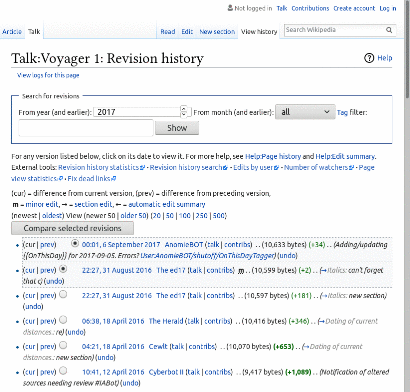 Not logged in Talk Contributions Create account Log in
Article Talk Read Edit New section View history Search Wikipedia
Talk:Voyager 1: Revision history
Help
View logs for this page
Search for revisions
From year (and earlier): 2017 From month (and earlier): all Tag filter:
Show
For any version listed below, click on its date to view it. For more help, see Help:Page history and Help:Edit summary.
External tools: Revision history statistics · Revision history search · Edits by user · Number of watchers · Page
view statistics · Fix dead links
(cur) = difference from current version, (prev) = difference from preceding version,
m = minor edit, → = section edit, ← = automatic edit summary
(newest | oldest) View (newer 50 | older 50) (20 | 50 | 100 | 250 | 500)
Compare selected revisions
(cur | prev) 00:01, 6 September 2017 AnomieBOT (talk | contribs) . . (10,633 bytes) (+34) . . (Adding/updating
{{OnThisDay}} for 2017-09-05. Errors? User:AnomieBOT/shutoff/OnThisDayTagger) (undo)
(cur | prev) 22:27, 31 August 2016 The ed17 (talk | contribs) m . . (10,599 bytes) (+2) . . (→Italics: can't forget
that c) (undo)
(cur | prev) 22:27, 31 August 2016 The ed17 (talk | contribs) . . (10,597 bytes) (+181) . . (→Italics: new section)
(undo)
(cur | prev) 06:38, 18 April 2016 The Herald (talk | contribs) . . (10,416 bytes) (+346) . . (→Dating of current
distances.: re) (undo)
(cur | prev) 04:21, 18 April 2016 Cewlt (talk | contribs) . . (10,070 bytes) (+653) . . (→Dating of current
distances.: new section) (undo)
(cur | prev) 10:41, 12 April 2016 Cyberbot II (talk | contribs) . . (9,417 bytes) (+1,089) . . (Notification of altered
sources needing review #IABot) (undo)